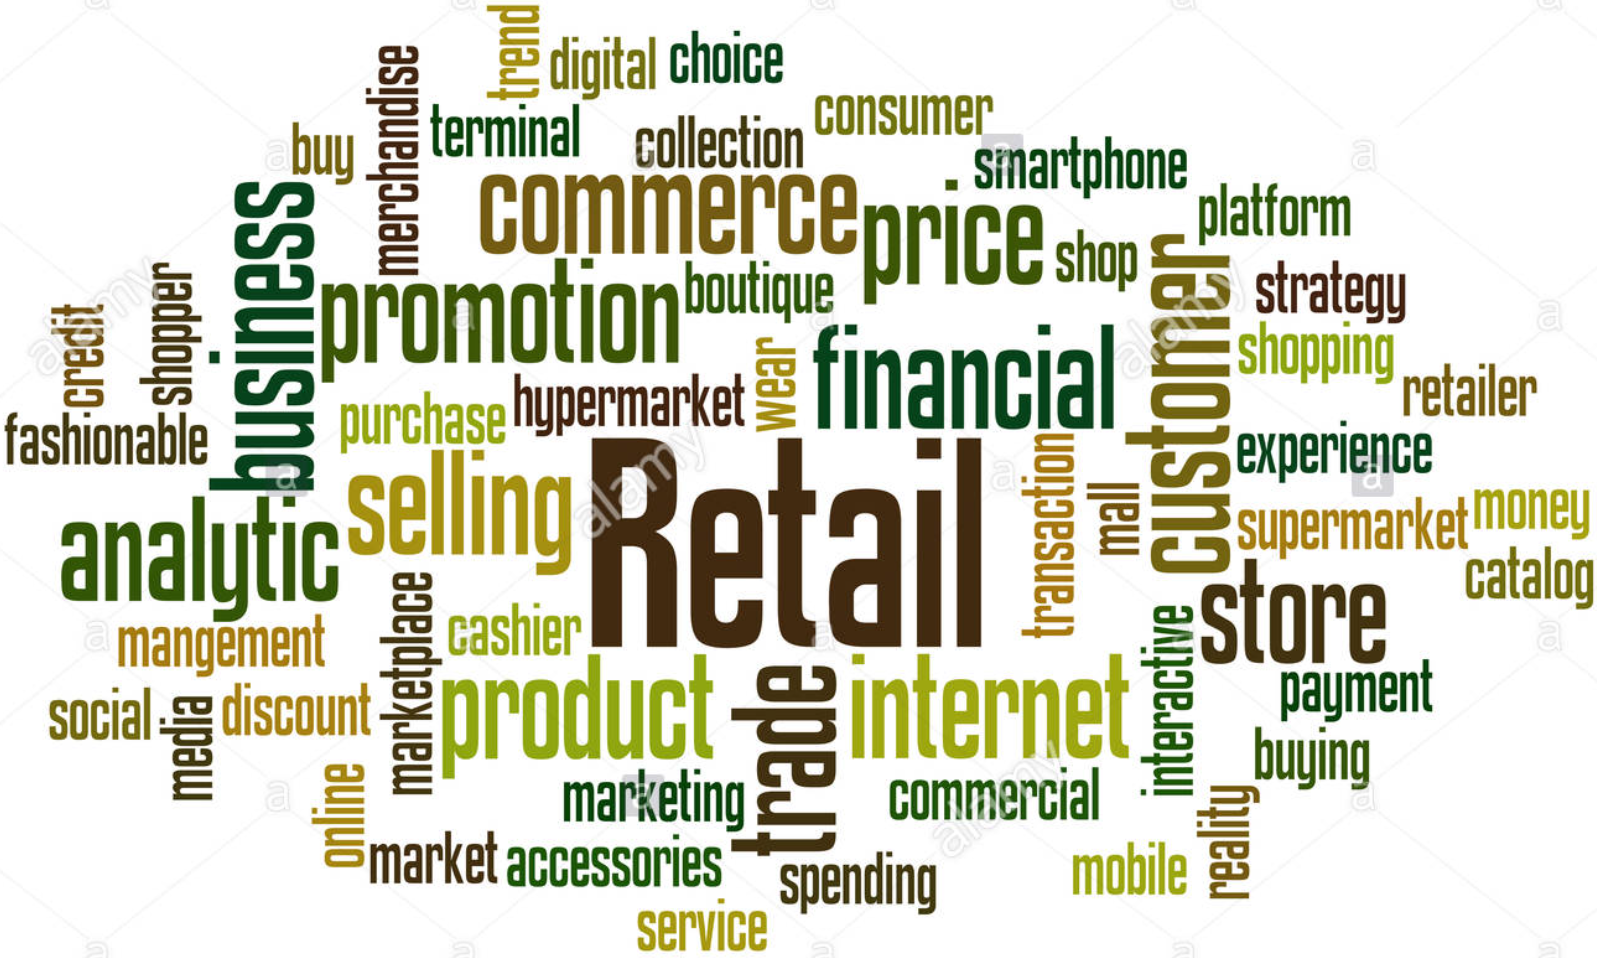 trend
digital
choice
merchandise
consumer
terminal
collection
buy
smartphone
commerce
price
platform
business
shop
boutique
promotion
customer
strategy
shopper
credit
financial
shopping
wear
hypermarket
retailer
purchase
fashionable
experience
Retail
selling
transaction
mall
supermarket
money
analytic
catalog
store
marketplace
cashier
mangement
interactive
product
trade
internet
payment
social
media
discount
buying
online
marketing
commercial
reality
market
accessories
spending
mobile
service
alamy
alamy
alamy
alamy
a
a
a
a
a
a
a
a
a
a
a
a